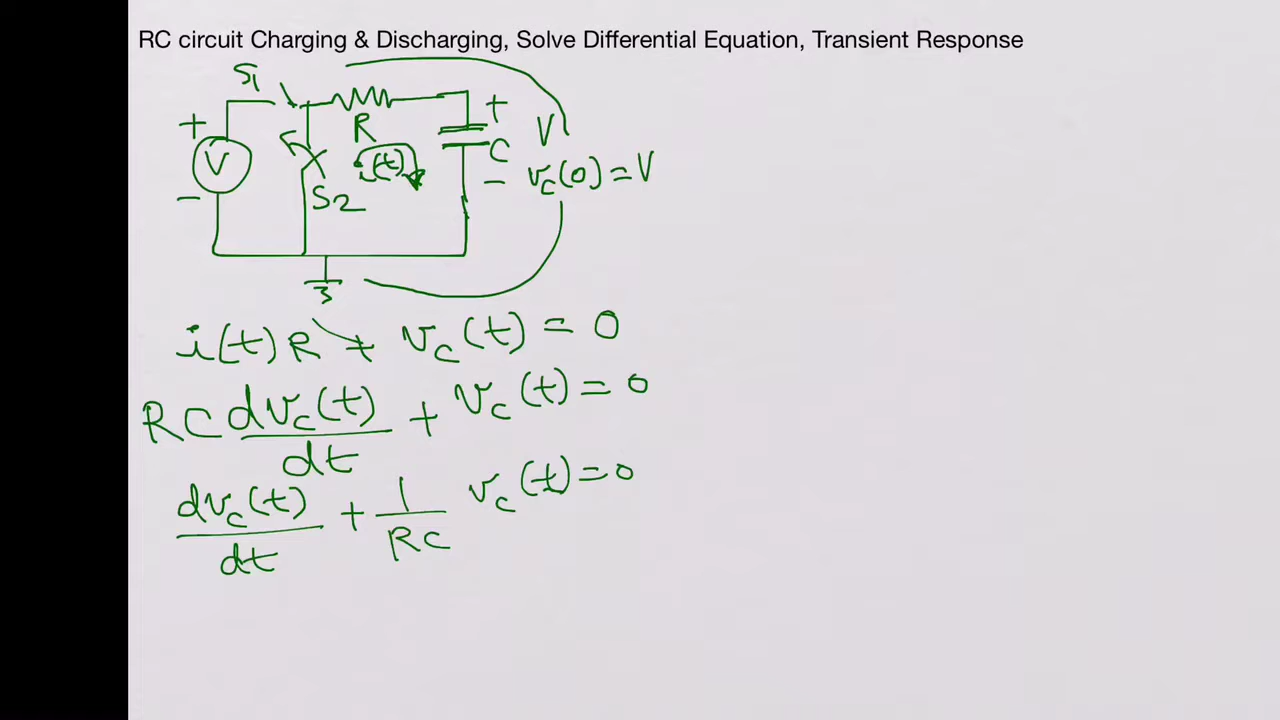 RC circuit Charging & Discharging, Solve Differential Equation, Transient Response
S1
+ R + V
V i(t) C
- S2 - vc(0) = V
i(t)R + vc(t) = 0
RC dvc(t)/dt + vc(t) = 0
dvc(t)/dt + 1/RC vc(t) = 0